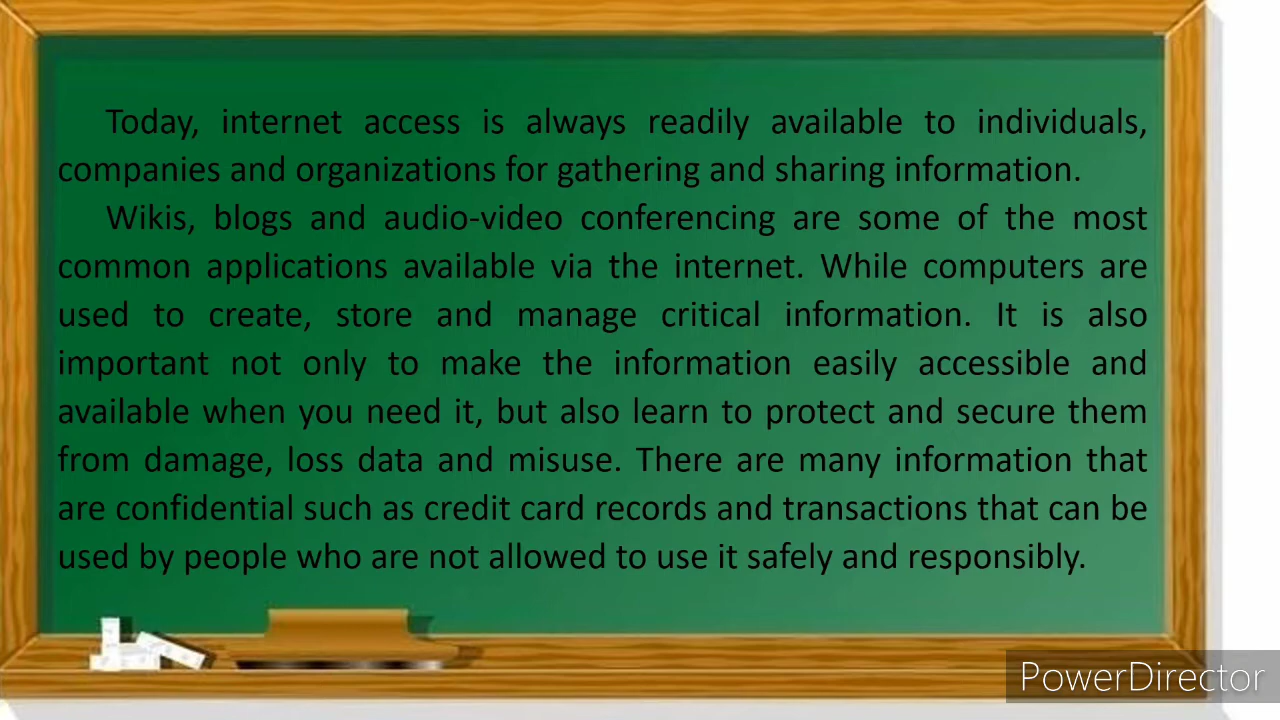 Today, internet access is always readily available to individuals,
companies and organizations for gathering and sharing information.
Wikis, blogs and audio-video conferencing are some of the most
common applications available via the internet. While computers are
used to create, store and manage critical information. It is also
important not only to make the information easily accessible and
available when you need it, but also learn to protect and secure them
from damage, loss data and misuse. There are many information that
are confidential such as credit card records and transactions that can be
used by people who are not allowed to use it safely and responsibly.
PowerDirector